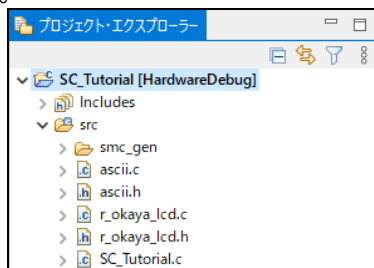 プロジェクト・エクスプローラー
SC_Tutorial [HardwareDebug]
Includes
src
smc_gen
ascii.c
ascii.h
r_okaya_lcd.c
r_okaya_lcd.h
SC_Tutorial.c